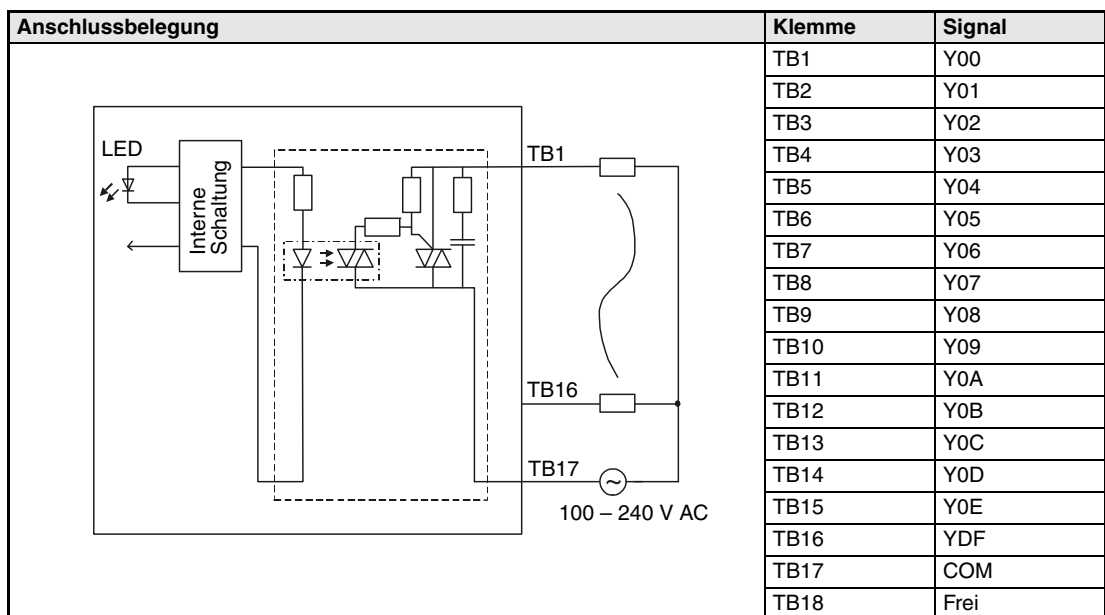 Anschlussbelegung Klemme Signal
TB1 Y00
TB2 Y01
TB3 Y02
TB4 Y03
TB5 Y04
TB6 Y05
TB7 Y06
TB8 Y07
TB9 Y08
TB10 Y09
TB11 Y0A
TB12 Y0B
TB13 Y0C
TB14 Y0D
TB15 Y0E
TB16 YDF
TB17 COM
TB18 Frei
LED
Interne
Schaltung
TB1
TB16
TB17
~
100 – 240 V AC